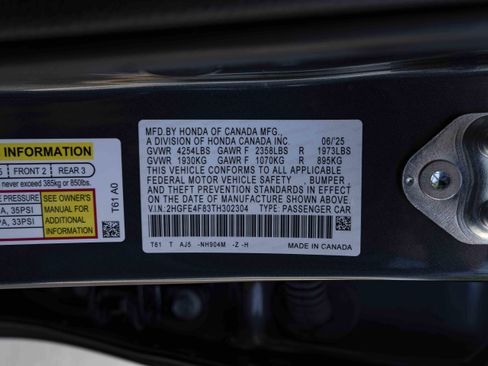 INFORMATION
FRONT 2 REAR 3
never exceed 385kg or 850lbs.
PRESSURE
35PSI
33PSI
SEE OWNER'S
MANUAL FOR
ADDITIONAL
INFORMATION
T61 A0
MFD.BY HONDA OF CANADA MFG.,
A DIVISION OF HONDA CANADA INC. 06/25
GVWR 4254LBS GAWR F 2358LBS R 1973LBS
GVWR 1930KG GAWR F 1070KG R 895KG
THIS VEHICLE CONFORMS TO ALL APPLICABLE
FEDERAL MOTOR VEHICLE SAFETY BUMPER,
AND THEFT PREVENTION STANDARDS IN EFFECT
ON THE DATE OF MANUFACTURE SHOWN ABOVE.
V.I.N: 2HGFE4F83TH302304 TYPE: PASSENGER CAR
T61 T AJ5 -NH904M -Z -H
MADE IN CANADA